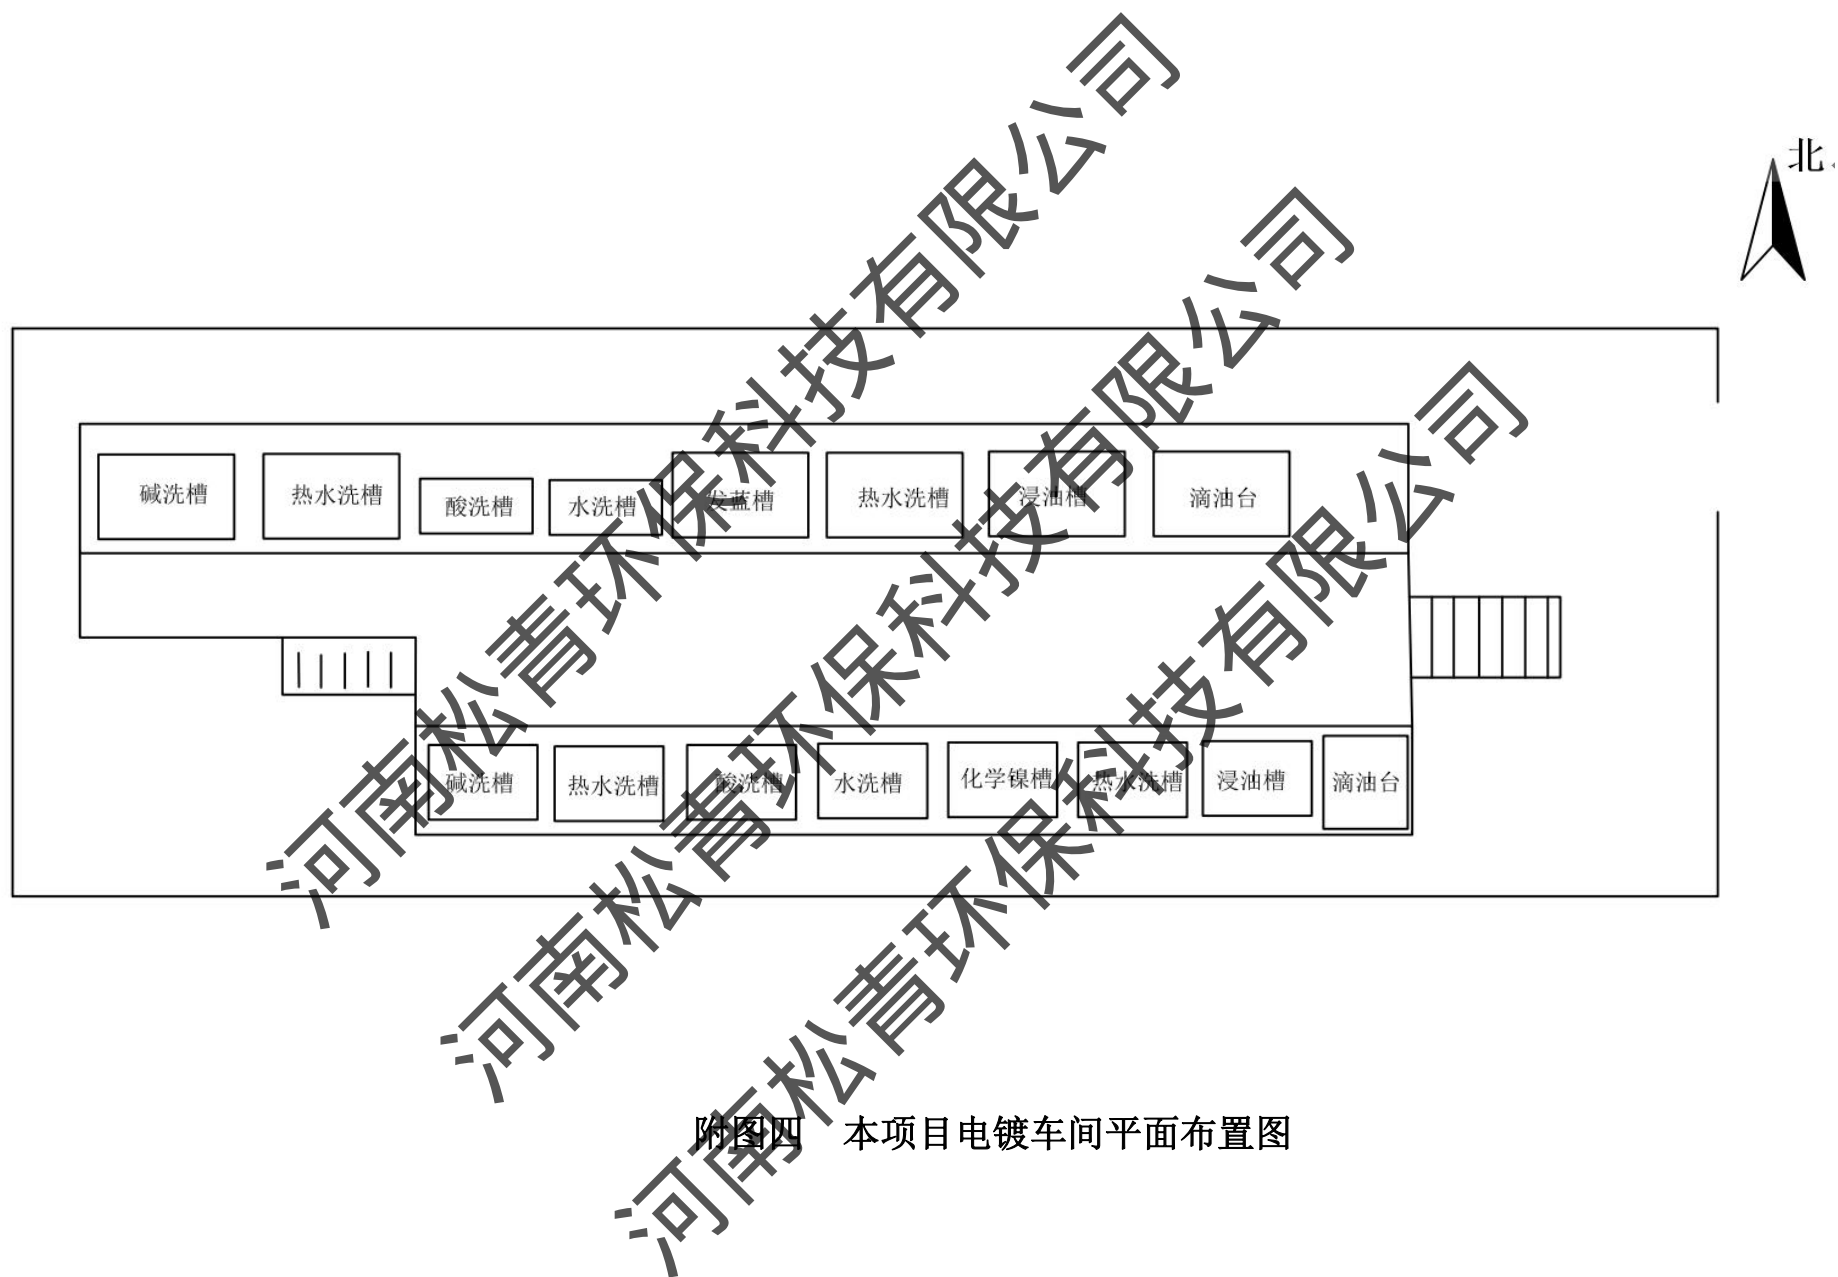 北
碱洗槽 热水洗槽 酸洗槽 水洗槽 发蓝槽 热水洗槽 浸油槽 滴油台
碱洗槽 热水洗槽 酸洗槽 水洗槽 化学镍槽 热水洗槽 浸油槽 滴油台
附图四 本项目电镀车间平面布置图
河南松青环保科技有限公司
河南松青环保科技有限公司
河南松青环保科技有限公司